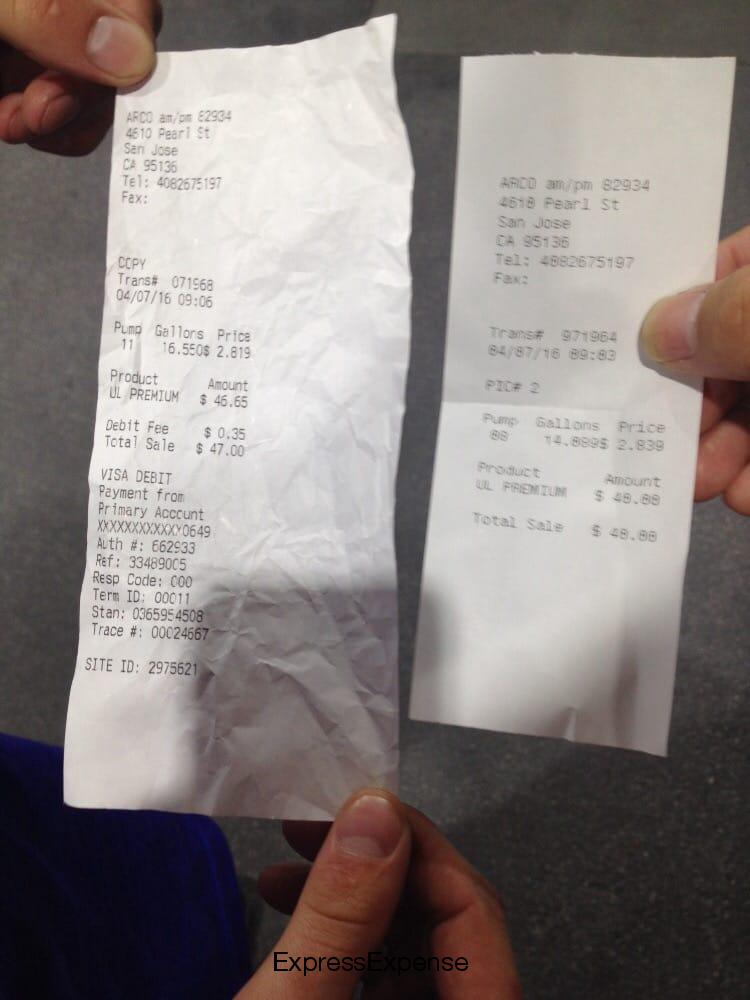 ARCO am/pm 82934
4610 Pearl St
San Jose
CA 95136
Tel: 4082675197
Fax:
COPY
Trans# 071968
04/07/16 09:06
Pump Gallons Price
11 16.550$ 2.819
Product Amount
UL PREMIUM $ 46.65
Debit Fee $ 0.35
Total Sale $ 47.00
VISA DEBIT
Payment from
Primary Account
XXXXXXXXXXXX0649
Auth #: 662933
Ref: 33489005
Resp Code: 000
Term ID: 00011
Stan: 0365954508
Trace #: 00024667
SITE ID: 2975621
ARCO am/pm 82934
4610 Pearl St
San Jose
CA 95136
Tel: 4082675197
Fax:
Trans# 971964
04/07/16 09:03
PIC# 2
Pump Gallons Price
08 14.089$ 2.839
Product Amount
UL PREMIUM $ 40.00
Total Sale $ 40.00
ExpressExpense